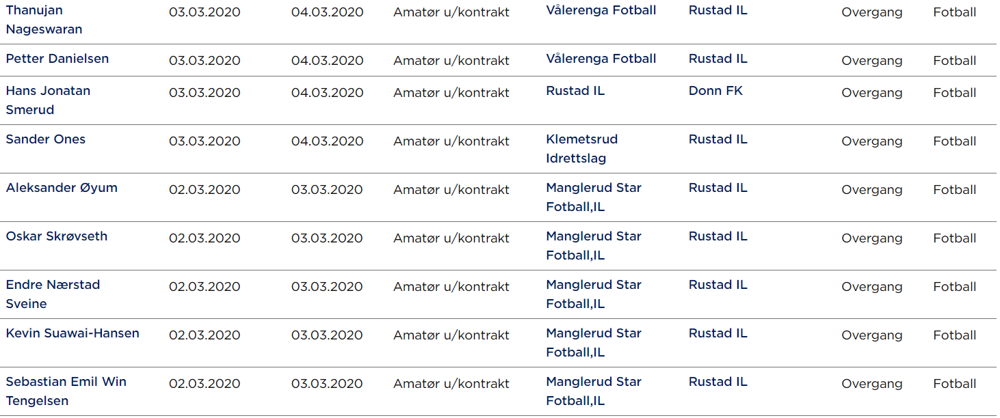 Thanujan Nageswaran 03.03.2020 04.03.2020 Amatør u/kontrakt Vålerenga Fotball Rustad IL Overgang Fotball
Petter Danielsen 03.03.2020 04.03.2020 Amatør u/kontrakt Vålerenga Fotball Rustad IL Overgang Fotball
Hans Jonatan Smerud 03.03.2020 04.03.2020 Amatør u/kontrakt Rustad IL Donn FK Overgang Fotball
Sander Ones 03.03.2020 04.03.2020 Amatør u/kontrakt Klemetsrud Idrettslag Rustad IL Overgang Fotball
Aleksander Øyum 02.03.2020 03.03.2020 Amatør u/kontrakt Manglerud Star Fotball,IL Rustad IL Overgang Fotball
Oskar Skrøvseth 02.03.2020 03.03.2020 Amatør u/kontrakt Manglerud Star Fotball,IL Rustad IL Overgang Fotball
Endre Nærstad Sveine 02.03.2020 03.03.2020 Amatør u/kontrakt Manglerud Star Fotball,IL Rustad IL Overgang Fotball
Kevin Suawai-Hansen 02.03.2020 03.03.2020 Amatør u/kontrakt Manglerud Star Fotball,IL Rustad IL Overgang Fotball
Sebastian Emil Win Tengelsen 02.03.2020 03.03.2020 Amatør u/kontrakt Manglerud Star Fotball,IL Rustad IL Overgang Fotball